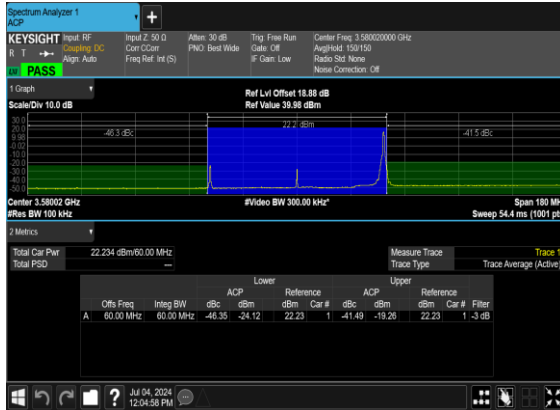 Spectrum Analyzer 1
ACP
+
KEYSIGHT
R T
PASS
Input: RF
Coupling: DC
Align: Auto
Input Z: 50 Ω
Corr CCorr
Freq Ref: Int (S)
Atten: 30 dB
PNO: Best Wide
Trig: Free Run
Gate: Off
IF Gain: Low
Center Freq: 3.580020000 GHz
Avg|Hold: 150/150
Radio Std: None
Noise Correction: Off
1 Graph
Scale/Div 10.0 dB
Ref Lvl Offset 18.88 dB
Ref Value 39.98 dBm
30.0
20.0
9.98
-0.02
-10.0
-20.0
-30.0
-40.0
-50.0
-46.3 dBc
22.2 dBm
-41.5 dBc
Center 3.58002 GHz
#Res BW 100 kHz
#Video BW 300.00 kHz*
Span 180 MH
Sweep 54.4 ms (1001 pt
2 Metrics
Total Car Pwr 22.234 dBm/60.00 MHz
Total PSD ---
Measure Trace Trace 1
Trace Type Trace Average (Active)
Lower Upper
ACP Reference ACP Reference
Offs Freq Integ BW dBc dBm dBm Car # dBc dBm dBm Car # Filter
A 60.00 MHz 60.00 MHz -46.35 -24.12 22.23 1 -41.49 -19.26 22.23 1 -3 dB
?
Jul 04, 2024
12:04:58 PM